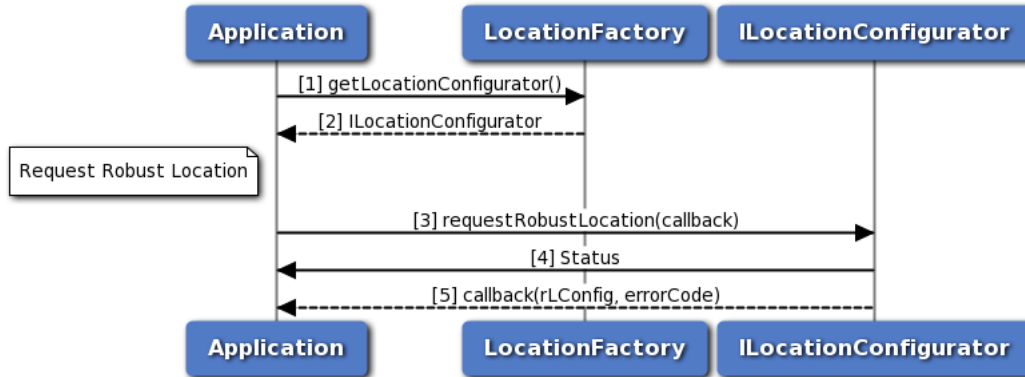 Application
LocationFactory
ILocationConfigurator
[1] getLocationConfigurator()
[2] ILocationConfigurator
Request Robust Location
[3] requestRobustLocation(callback)
[4] Status
[5] callback(rLConfig, errorCode)
Application
LocationFactory
ILocationConfigurator